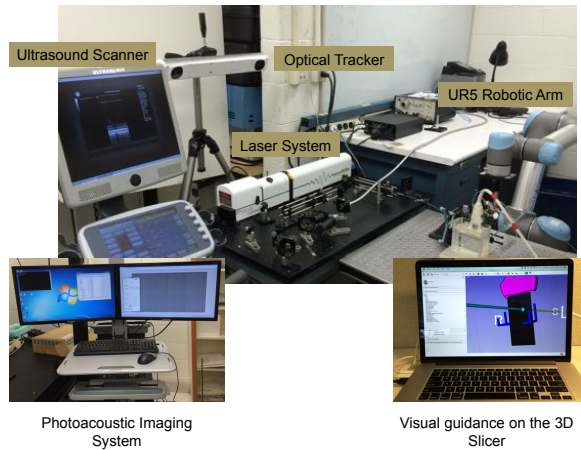 Ultrasound Scanner
Optical Tracker
UR5 Robotic Arm
ULTRASONIX
Laser System
Photoacoustic Imaging
System
Visual guidance on the 3D
Slicer